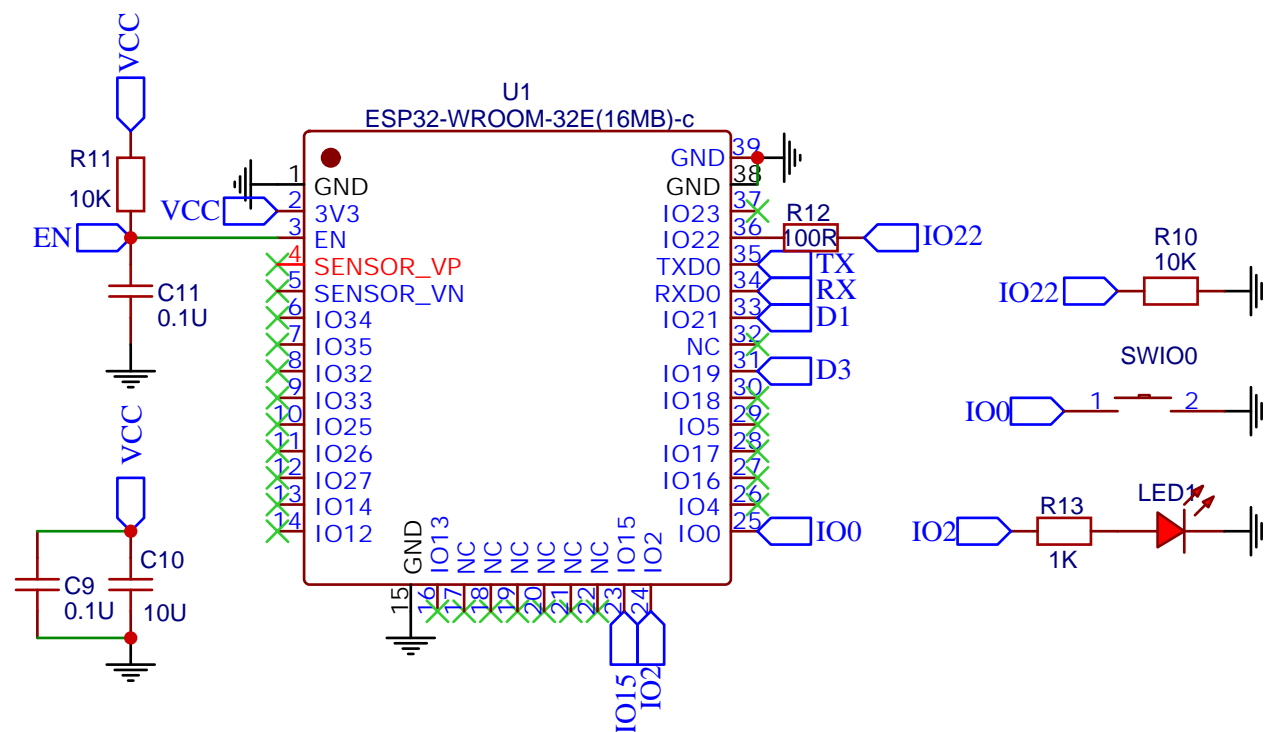 VCC
R11
10K
EN
C11
0.1U
VCC
C9
0.1U
C10
10U
U1
ESP32-WROOM-32E(16MB)-c
VCC
1 GND
2 3V3
3 EN
4 SENSOR_VP
5 SENSOR_VN
6 IO34
7 IO35
8 IO32
9 IO33
10 IO25
11 IO26
12 IO27
13 IO14
14 IO12
15 GND
16 IO13
17 NC
18 NC
19 NC
20 NC
21 NC
22 NC
23 IO15
24 IO2
IO15
IO2
GND 39
GND 38
IO23 37
IO22 36
TXD0 35
RXD0 34
IO21 33
NC 32
IO19 31
IO18 30
IO5 29
IO17 28
IO16 27
IO4 26
IO0 25
R12
100R
IO22
TX
RX
D1
D3
IO0
R10
10K
IO22
SWIO0
IO0 1 2
LED1
IO2
R13
1K